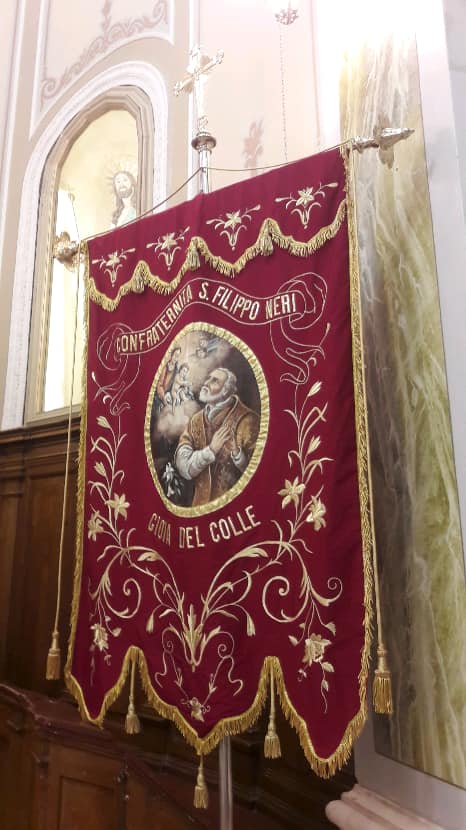 CONFRATERNITA S. FILIPPO NERI
GIOIA DEL COLLE